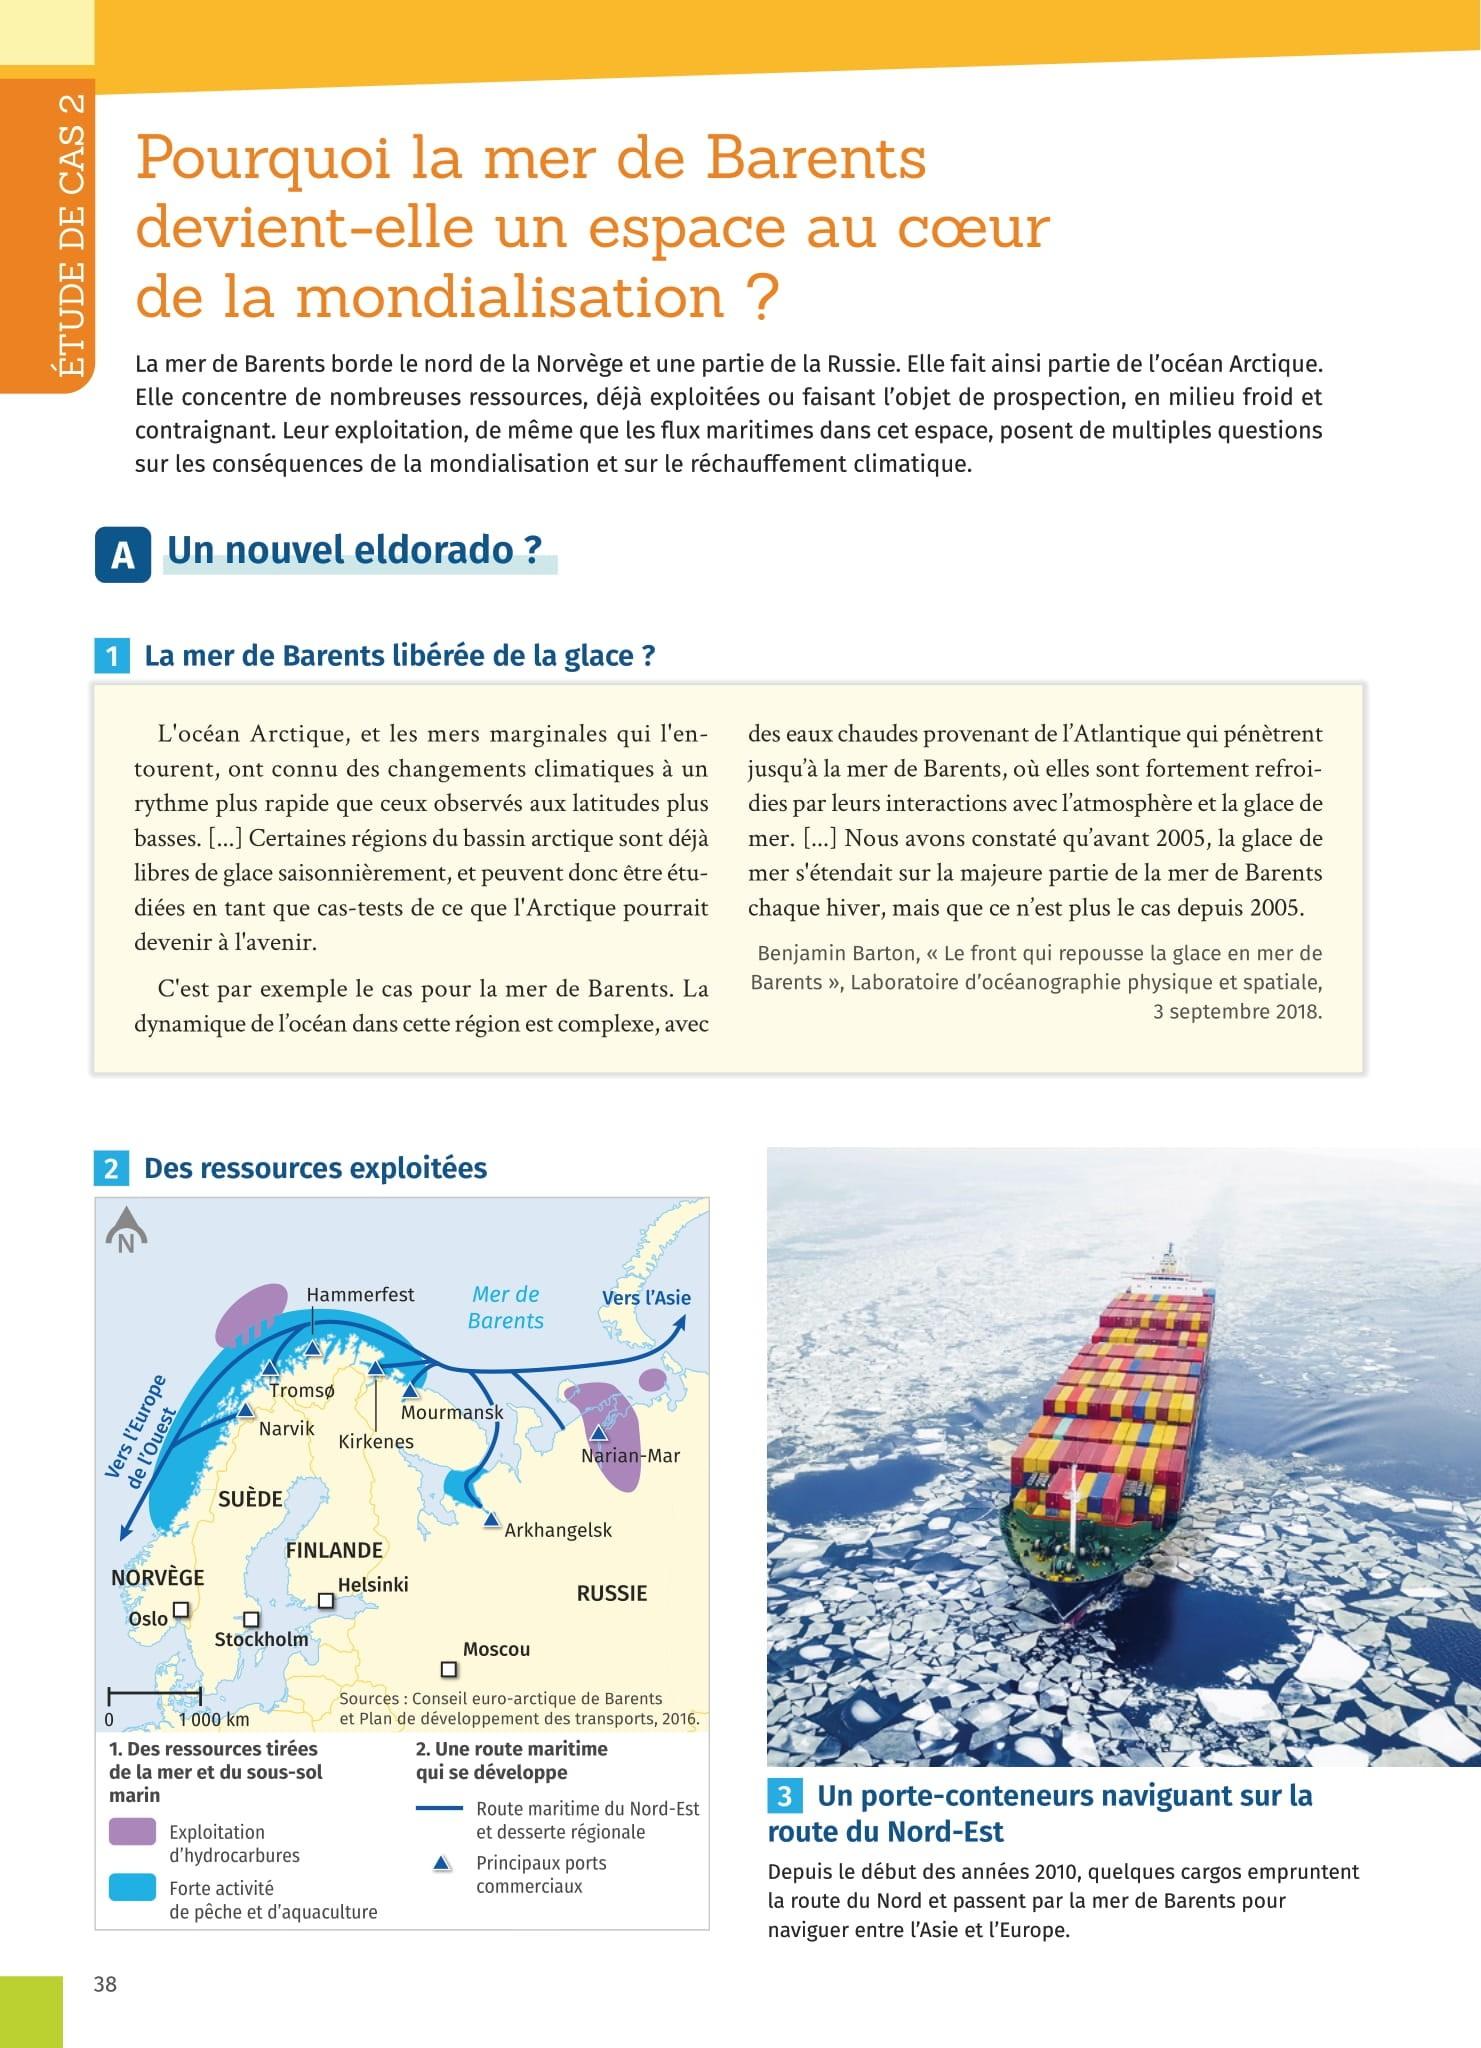 ÉTUDE DE CAS 2
Pourquoi la mer de Barents
devient-elle un espace au cœur
de la mondialisation ?
La mer de Barents borde le nord de la Norvège et une partie de la Russie. Elle fait ainsi partie de l’océan Arctique.
Elle concentre de nombreuses ressources, déjà exploitées ou faisant l’objet de prospection, en milieu froid et
contraignant. Leur exploitation, de même que les flux maritimes dans cet espace, posent de multiples questions
sur les conséquences de la mondialisation et sur le réchauffement climatique.
A Un nouvel eldorado ?
1 La mer de Barents libérée de la glace ?
L'océan Arctique, et les mers marginales qui l'en-
tourent, ont connu des changements climatiques à un
rythme plus rapide que ceux observés aux latitudes plus
basses. [...] Certaines régions du bassin arctique sont déjà
libres de glace saisonnièrement, et peuvent donc être étu-
diées en tant que cas-tests de ce que l'Arctique pourrait
devenir à l'avenir.
C'est par exemple le cas pour la mer de Barents. La
dynamique de l’océan dans cette région est complexe, avec
des eaux chaudes provenant de l’Atlantique qui pénètrent
jusqu’à la mer de Barents, où elles sont fortement refroi-
dies par leurs interactions avec l’atmosphère et la glace de
mer. [...] Nous avons constaté qu’avant 2005, la glace de
mer s'étendait sur la majeure partie de la mer de Barents
chaque hiver, mais que ce n’est plus le cas depuis 2005.
Benjamin Barton, « Le front qui repousse la glace en mer de
Barents », Laboratoire d’océanographie physique et spatiale,
3 septembre 2018.
2 Des ressources exploitées
N
Hammerfest
Mer de
Barents
Vers l’Asie
Vers l’Europe
de l’Ouest
Tromsø
Narvik
Kirkenes
Mourmansk
Narian-Mar
SUÈDE
Arkhangelsk
FINLANDE
NORVÈGE
Helsinki
RUSSIE
Oslo
Stockholm
Moscou
0 1 000 km
Sources : Conseil euro-arctique de Barents
et Plan de développement des transports, 2016.
1. Des ressources tirées
de la mer et du sous-sol
marin
Exploitation
d’hydrocarbures
Forte activité
de pêche et d’aquaculture
2. Une route maritime
qui se développe
Route maritime du Nord-Est
et desserte régionale
Principaux ports
commerciaux
3 Un porte-conteneurs naviguant sur la
route du Nord-Est
Depuis le début des années 2010, quelques cargos empruntent
la route du Nord et passent par la mer de Barents pour
naviguer entre l’Asie et l’Europe.
38